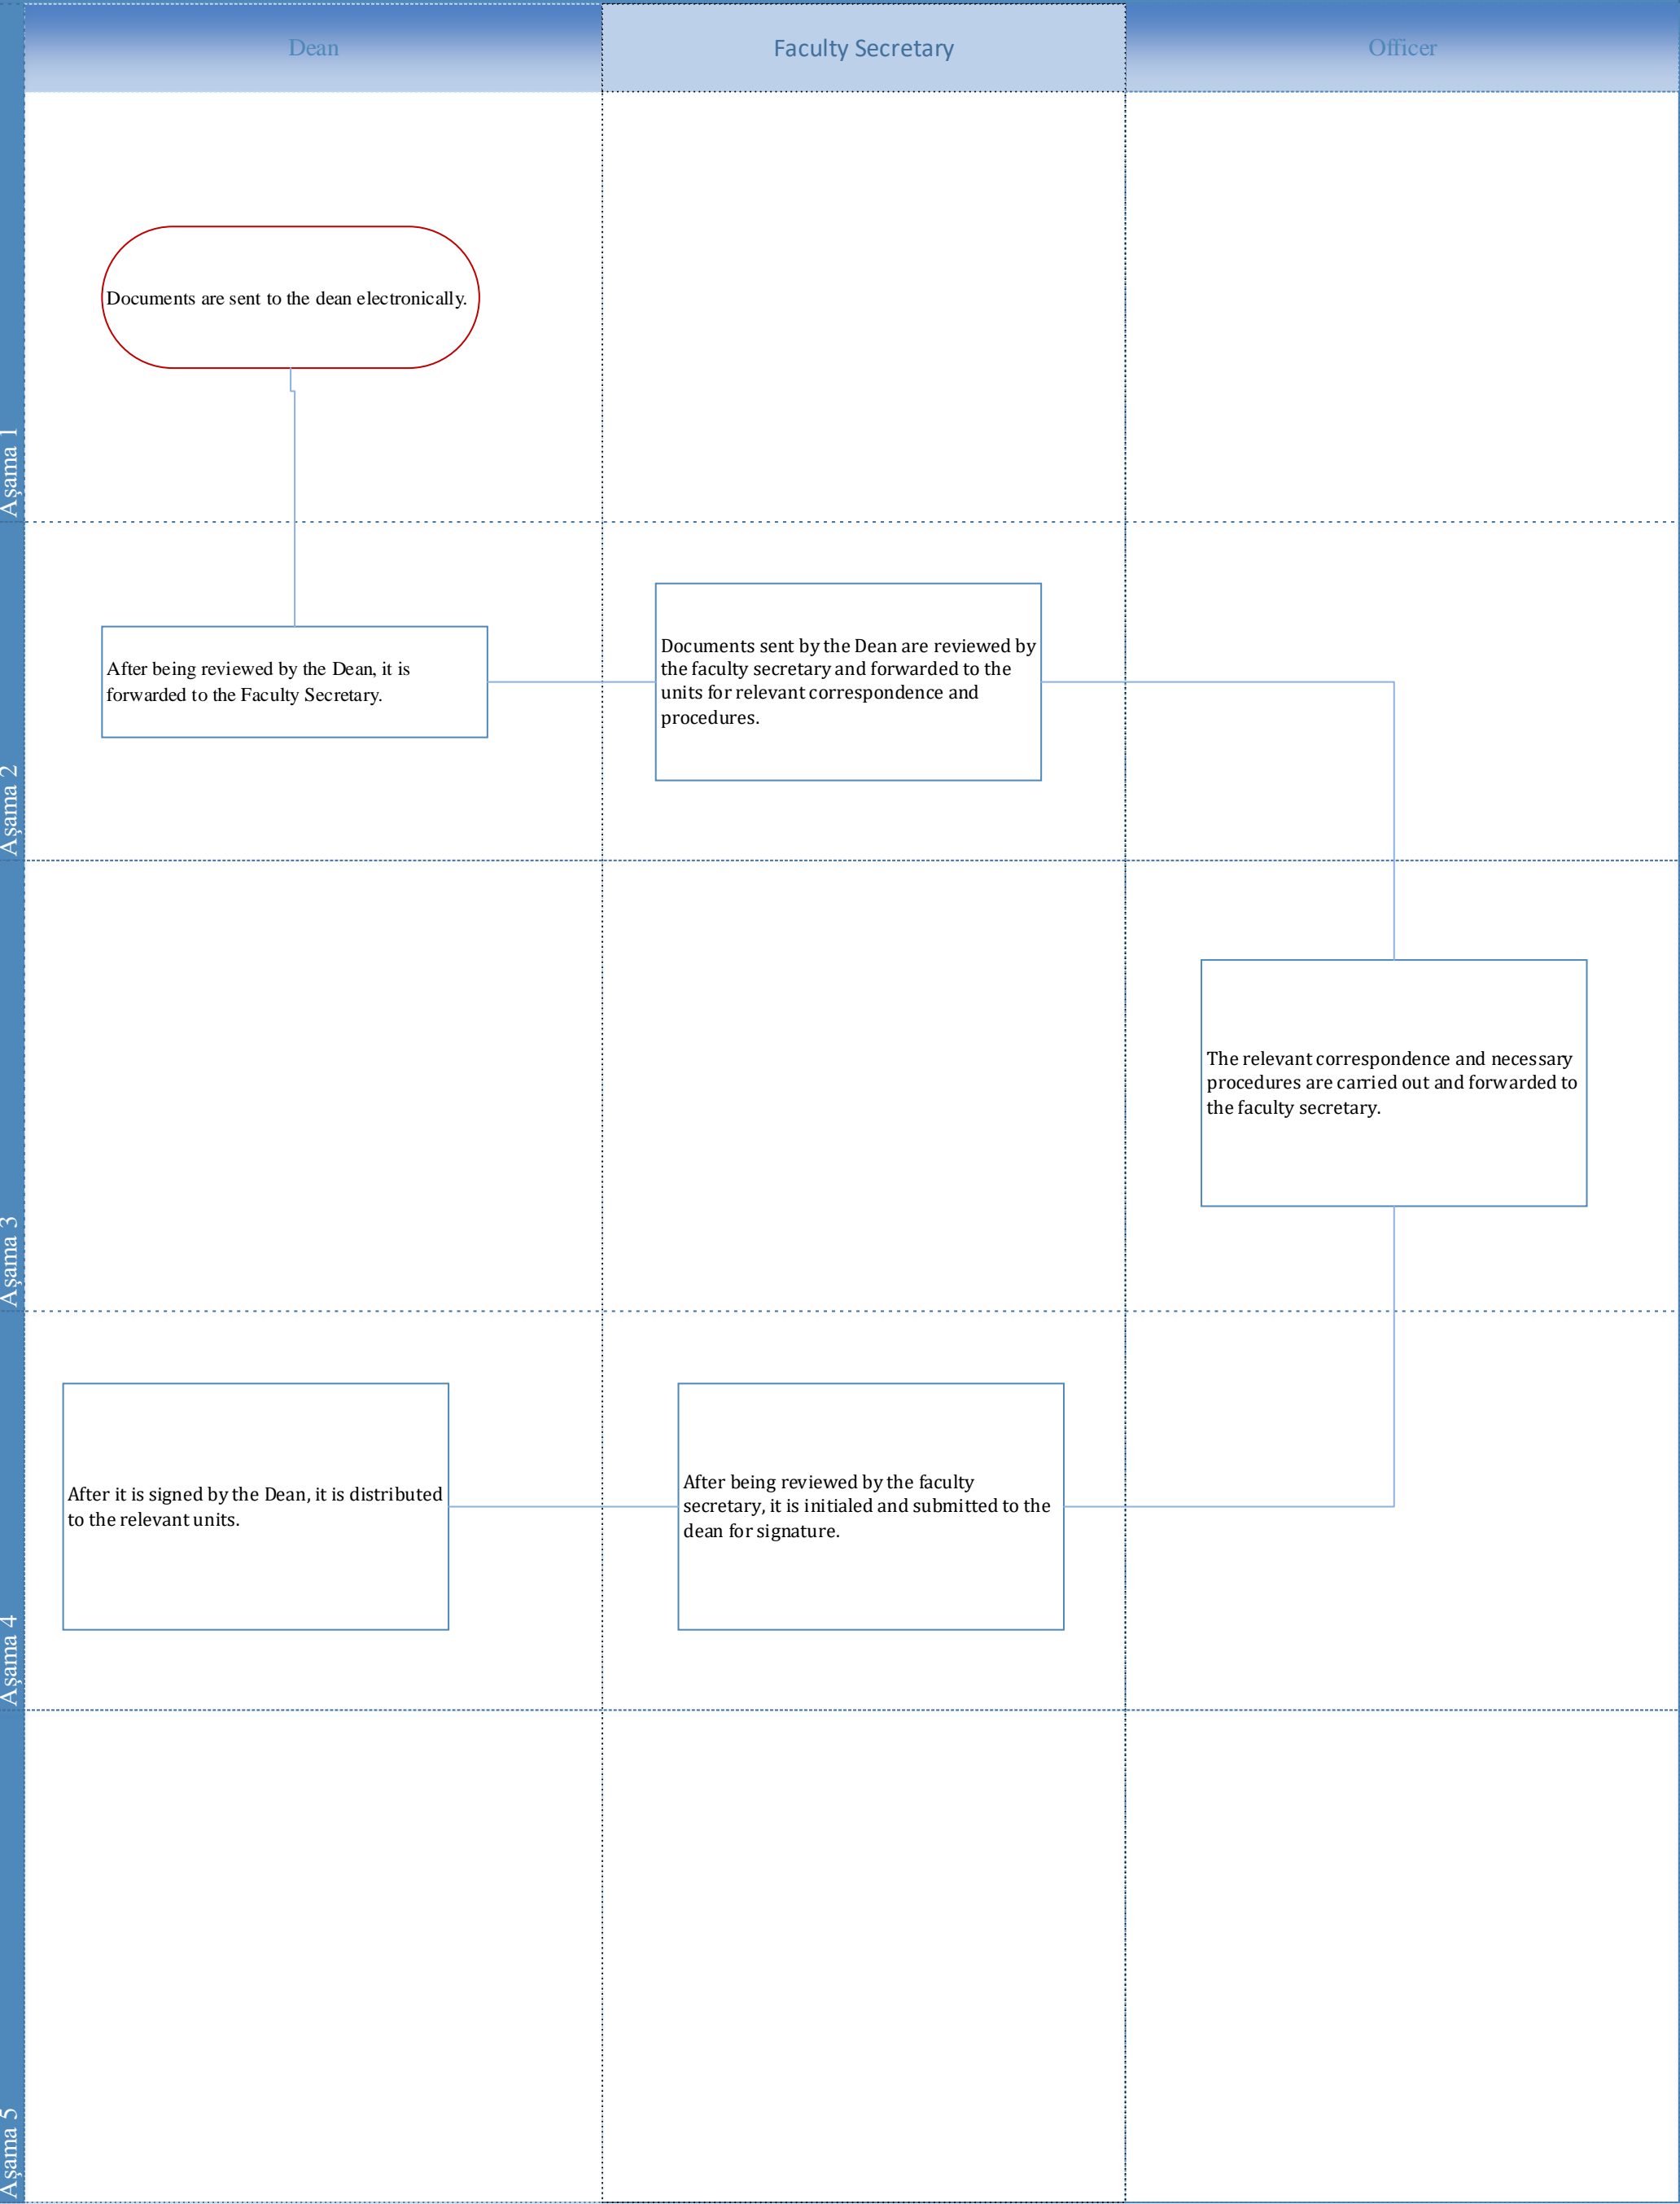 Dean
Faculty Secretary
Officer
Aşama 1
Documents are sent to the dean electronically.
Aşama 2
After being reviewed by the Dean, it is
forwarded to the Faculty Secretary.
Documents sent by the Dean are reviewed by
the faculty secretary and forwarded to the
units for relevant correspondence and
procedures.
Aşama 3
The relevant correspondence and necessary
procedures are carried out and forwarded to
the faculty secretary.
Aşama 4
After it is signed by the Dean, it is distributed
to the relevant units.
After being reviewed by the faculty
secretary, it is initialed and submitted to the
dean for signature.
Aşama 5